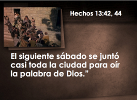 Hechos 13:42, 44
El siguiente sábado se juntó
casi toda la ciudad para oír
la palabra de Dios."